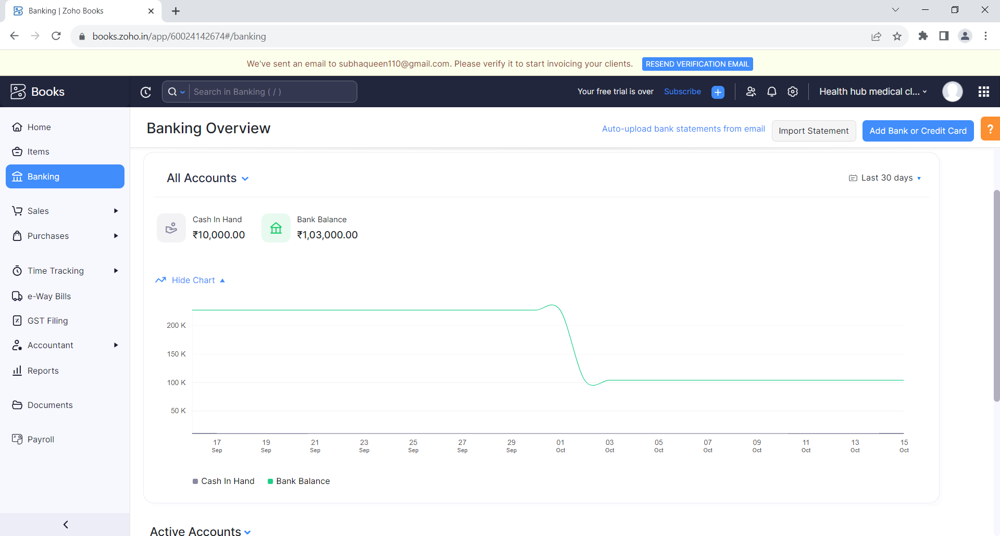 Banking | Zoho Books
books.zoho.in/app/60024142674#/banking
We've sent an email to subhaqueen110@gmail.com. Please verify it to start invoicing your clients. RESEND VERIFICATION EMAIL
Books
Search in Banking ( / )
Your free trial is over Subscribe
Health hub medical cl...
Home
Items
Banking
Sales
Purchases
Time Tracking
e-Way Bills
GST Filing
Accountant
Reports
Documents
Payroll
Banking Overview
Auto-upload bank statements from email
Import Statement
Add Bank or Credit Card
?
All Accounts
Last 30 days
Cash In Hand
₹10,000.00
Bank Balance
₹1,03,000.00
Hide Chart
200 K
150 K
100 K
50 K
17 Sep
19 Sep
21 Sep
23 Sep
25 Sep
27 Sep
29 Sep
01 Oct
03 Oct
05 Oct
07 Oct
09 Oct
11 Oct
13 Oct
15 Oct
Cash In Hand
Bank Balance
Active Accounts